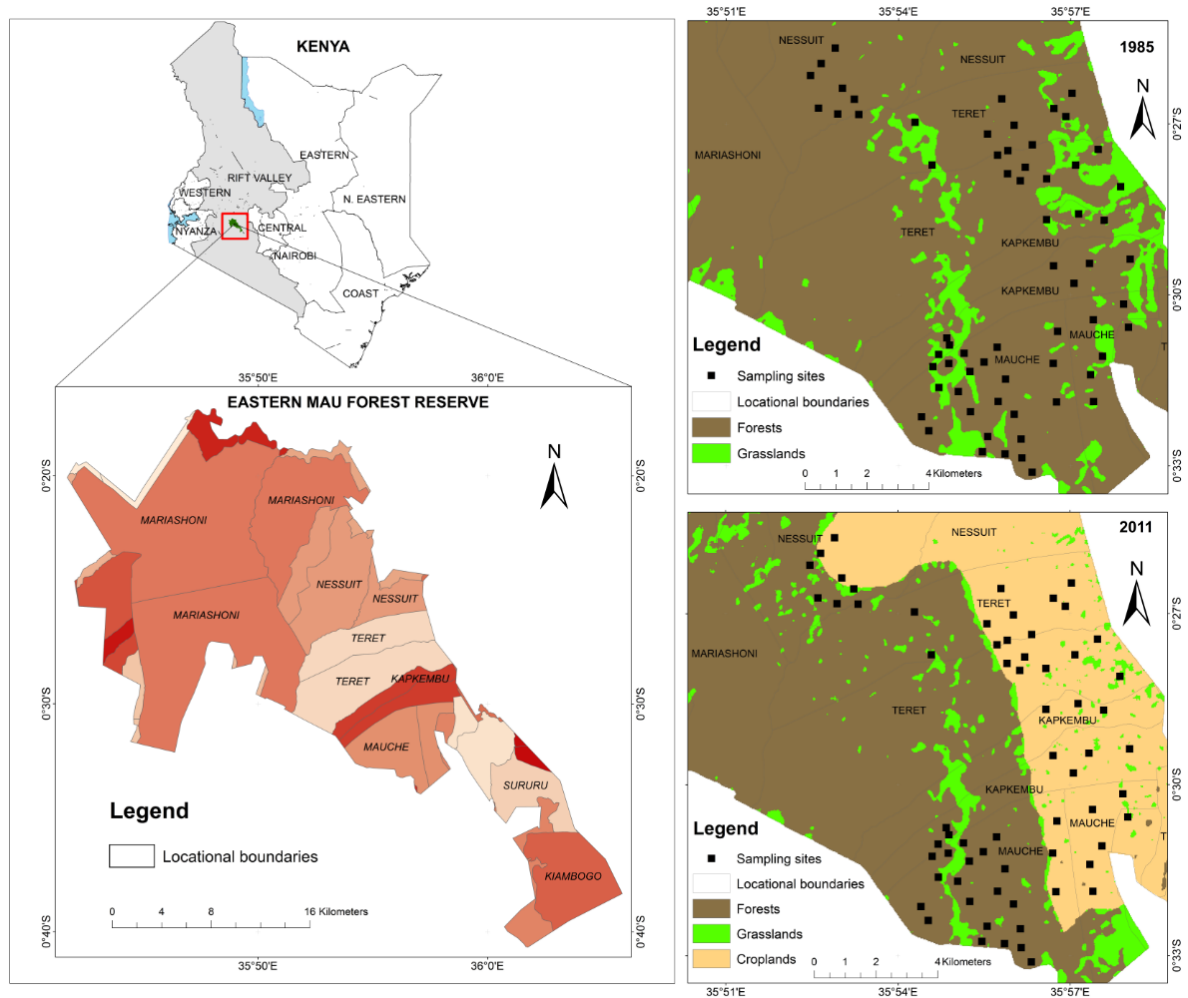 KENYA
EASTERN
RIFT VALLEY
WESTERN
N. EASTERN
NYANZA
CENTRAL
NAIROBI
COAST
35°50'E
36°0'E
EASTERN MAU FOREST RESERVE
N
0°20'S
0°20'S
MARIASHONI
MARIASHONI
NESSUIT
NESSUIT
MARIASHONI
TERET
TERET
KAPKEMBU
0°30'S
0°30'S
MAUCHE
SURURU
Legend
Locational boundaries
KIAMBOGO
0 4 8 16 Kilometers
0°40'S
0°40'S
35°50'E
36°0'E
35°51'E
35°54'E
35°57'E
1985
NESSUIT
NESSUIT
N
TERET
0°27'S
MARIASHONI
TERET
KAPKEMBU
KAPKEMBU
0°30'S
MAUCHE
T
MAUCHE
Legend
Sampling sites
Locational boundaries
Forests
Grasslands
0 1 2 4 Kilometers
0°33'S
2011
NESSUIT
NESSUIT
N
TERET
0°27'S
MARIASHONI
TERET
KAPKEMBU
KAPKEMBU
0°30'S
MAUCHE
T
MAUCHE
Legend
Sampling sites
Locational boundaries
Forests
Grasslands
Croplands
0 1 2 4 Kilometers
0°33'S
35°51'E
35°54'E
35°57'E